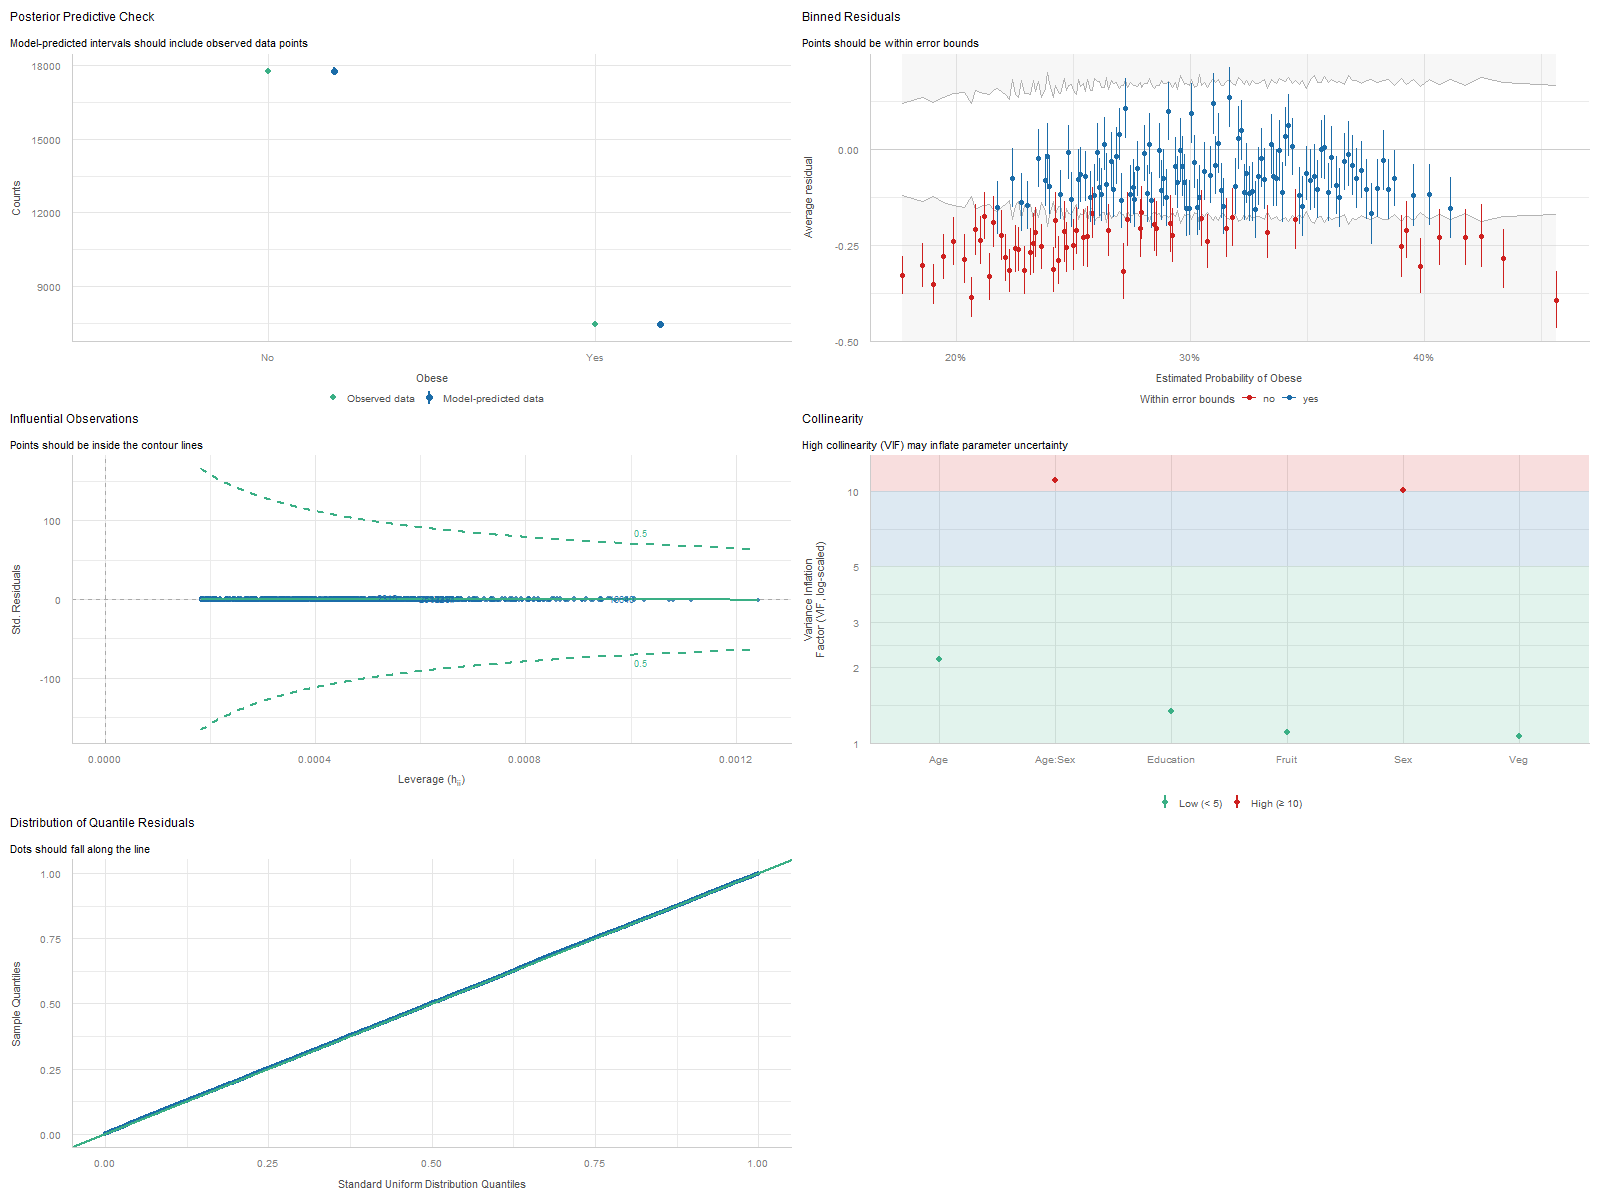 Posterior Predictive Check
Model-predicted intervals should include observed data points
18000
15000
12000
9000
Counts
No
Yes
Obese
Observed data
Model-predicted data
Binned Residuals
Points should be within error bounds
0.00
-0.25
-0.50
Average residual
20%
30%
40%
Estimated Probability of Obese
Within error bounds
no
yes
Influential Observations
Points should be inside the contour lines
100
0
-100
Std. Residuals
0.5
0.5
0.0000
0.0004
0.0008
0.0012
Leverage (hii)
Collinearity
High collinearity (VIF) may inflate parameter uncertainty
10
5
3
2
1
Variance Inflation
Factor (VIF, log-scaled)
Age
Age:Sex
Education
Fruit
Sex
Veg
Low (< 5)
High (≥ 10)
Distribution of Quantile Residuals
Dots should fall along the line
1.00
0.75
0.50
0.25
0.00
Sample Quantiles
0.00
0.25
0.50
0.75
1.00
Standard Uniform Distribution Quantiles